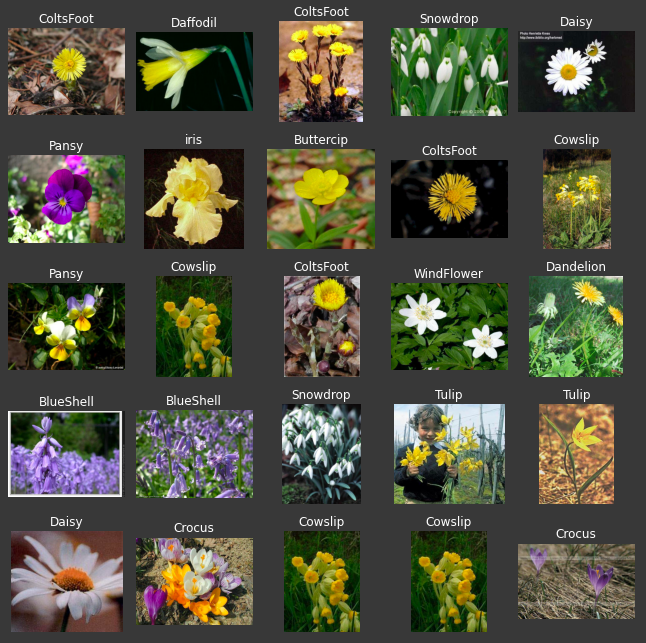 ColtsFoot
Daffodil
ColtsFoot
Snowdrop
Daisy
Pansy
iris
Buttercip
ColtsFoot
Cowslip
Pansy
Cowslip
ColtsFoot
WindFlower
Dandelion
BlueShell
BlueShell
Snowdrop
Tulip
Tulip
Daisy
Crocus
Cowslip
Cowslip
Crocus